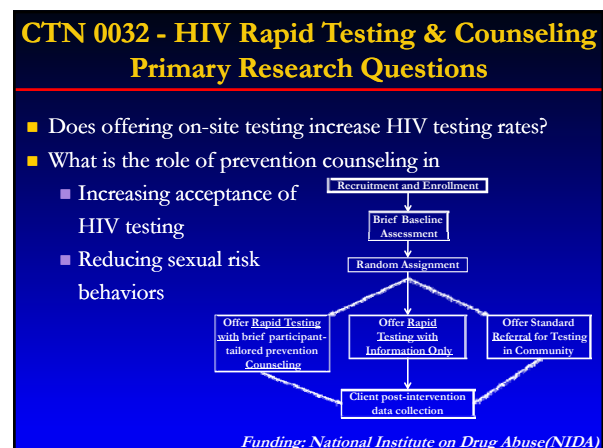 CTN 0032 - HIV Rapid Testing & Counseling
Primary Research Questions
Does offering on-site testing increase HIV testing rates?
What is the role of prevention counseling in
Increasing acceptance of
HIV testing
Reducing sexual risk
behaviors
Recruitment and Enrollment
Brief Baseline
Assessment
Random Assignment
Offer Rapid Testing
with brief participant-
tailored prevention
Counseling
Offer Rapid
Testing with
Information Only
Offer Standard
Referral for Testing
in Community
Client post-intervention
data collection
Funding: National Institute on Drug Abuse(NIDA)